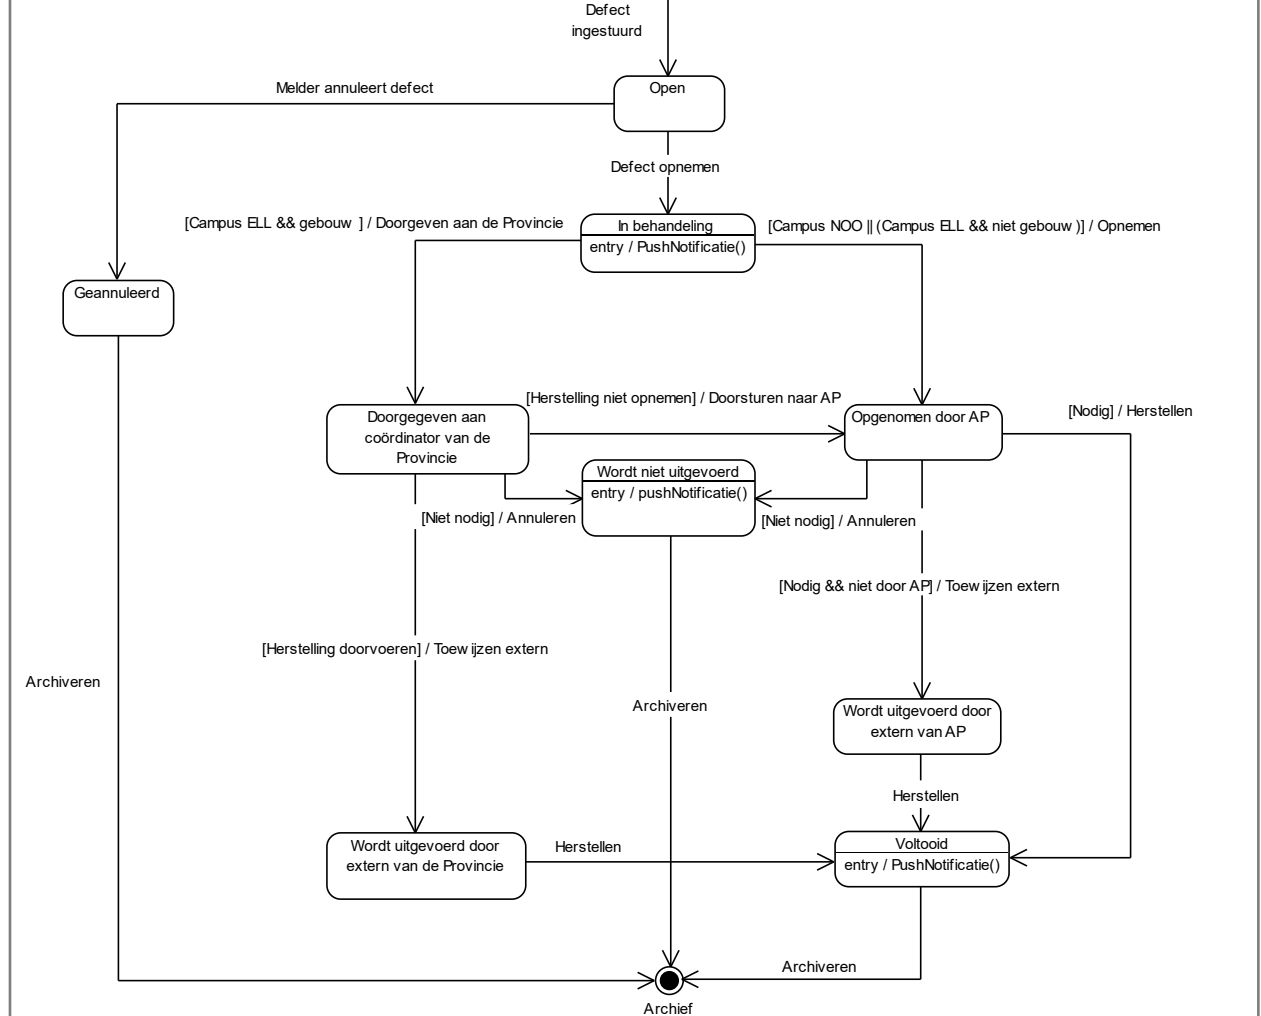 Defect
ingestuurd
Open
Melder annuleert defect
Defect opnemen
[Campus ELL && gebouw ] / Doorgeven aan de Provincie
In behandeling
entry / PushNotificatie()
[Campus NOO || (Campus ELL && niet gebouw )] / Opnemen
Geannuleerd
[Herstelling niet opnemen] / Doorsturen naar AP
Doorgegeven aan
coördinator van de
Provincie
Opgenomen door AP
[Nodig] / Herstellen
Wordt niet uitgevoerd
entry / pushNotificatie()
[Niet nodig] / Annuleren
[Niet nodig] / Annuleren
[Nodig && niet door AP] / Toewijzen extern
[Herstelling doorvoeren] / Toewijzen extern
Archiveren
Archiveren
Wordt uitgevoerd door
extern van AP
Herstellen
Wordt uitgevoerd door
extern van de Provincie
Herstellen
Voltooid
entry / PushNotificatie()
Archiveren
Archief